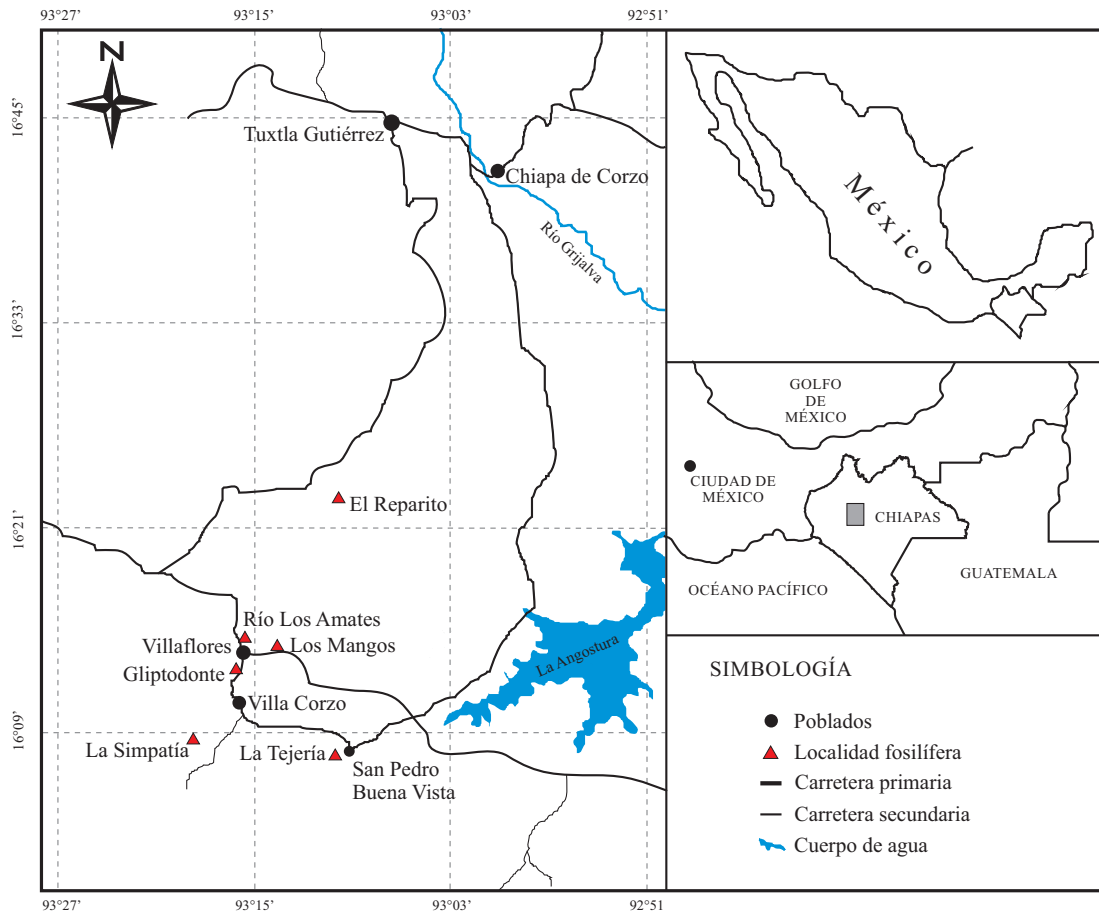 93°27’
93°15’
93°03’
92°51’
N
16°45’
16°33’
16°21’
16°09’
Tuxtla Gutiérrez
Chiapa de Corzo
Río Grijalva
El Reparito
Río Los Amates
Villaflores
Los Mangos
Gliptodonte
Villa Corzo
La Simpatía
La Tejería
San Pedro
Buena Vista
La Angostura
93°27’
93°15’
93°03’
92°51’
México
GOLFO
DE
MÉXICO
CIUDAD DE
MÉXICO
CHIAPAS
GUATEMALA
OCÉANO PACÍFICO
SIMBOLOGÍA
Poblados
Localidad fosilífera
Carretera primaria
Carretera secundaria
Cuerpo de agua